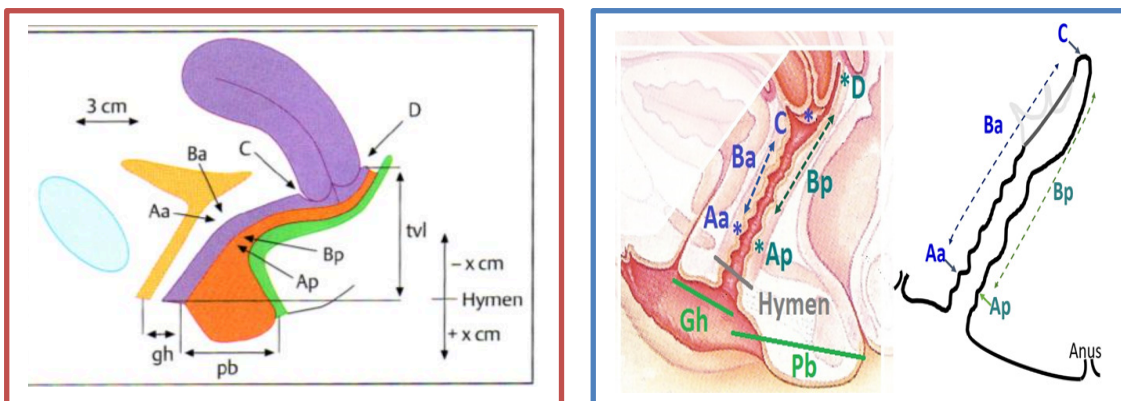 3 cm
D
Ba
C
Aa
tvl
Bp
Ap
– x cm
Hymen
+ x cm
gh
pb
*D
C *
Ba
Bp
Aa *
*Ap
Hymen
Gh
Pb
C
Ba
Bp
Aa
Ap
Anus